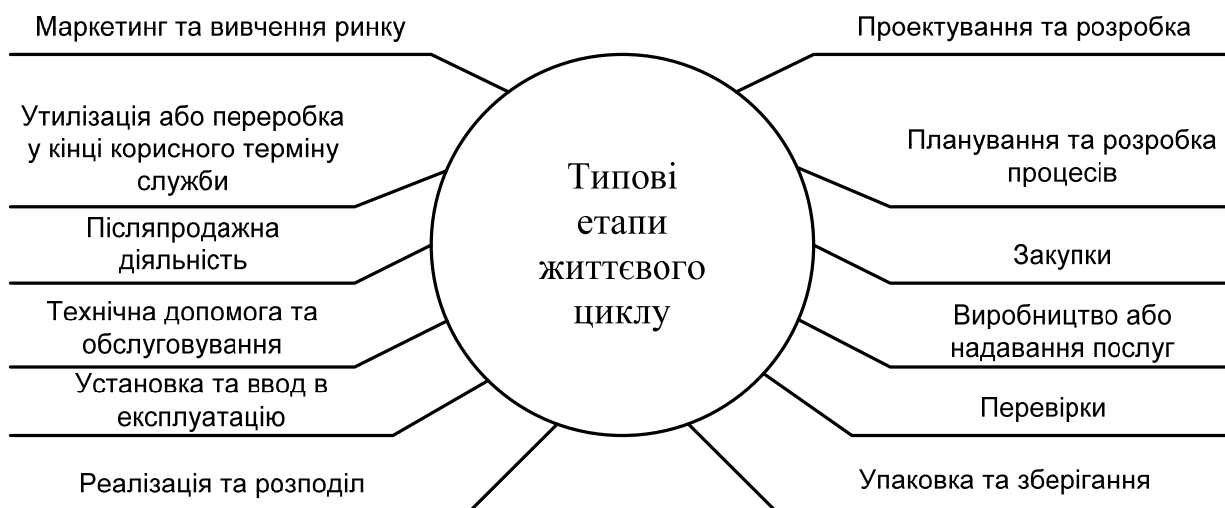 Маркетинг та вивчення ринку
Проектування та розробка
Утилізація або переробка
у кінці корисного терміну
служби
Планування та розробка
процесів
Типові
етапи
життєвого
циклу
Післяпродажна
діяльність
Закупки
Технічна допомога та
обслуговування
Виробництво або
надавання послуг
Установка та ввод в
експлуатацію
Перевірки
Реалізація та розподіл
Упаковка та зберігання